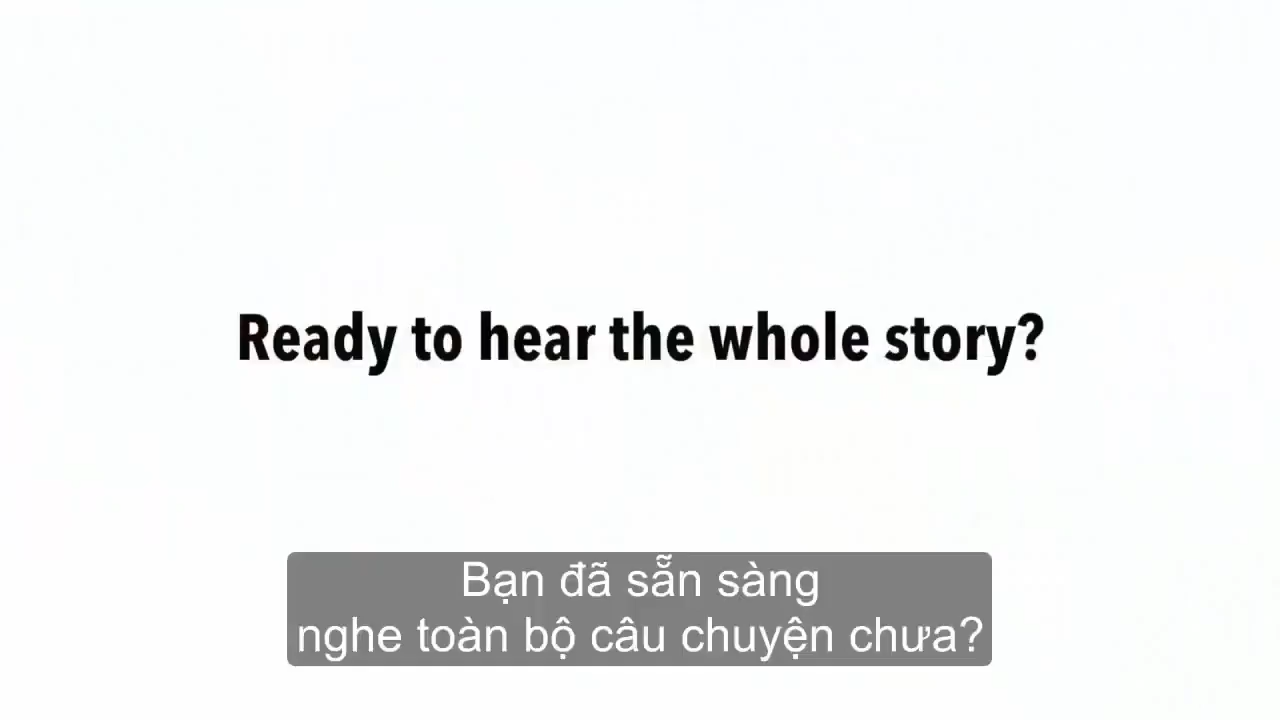 Ready to hear the whole story?
Bạn đã sẵn sàng
nghe toàn bộ câu chuyện chưa?